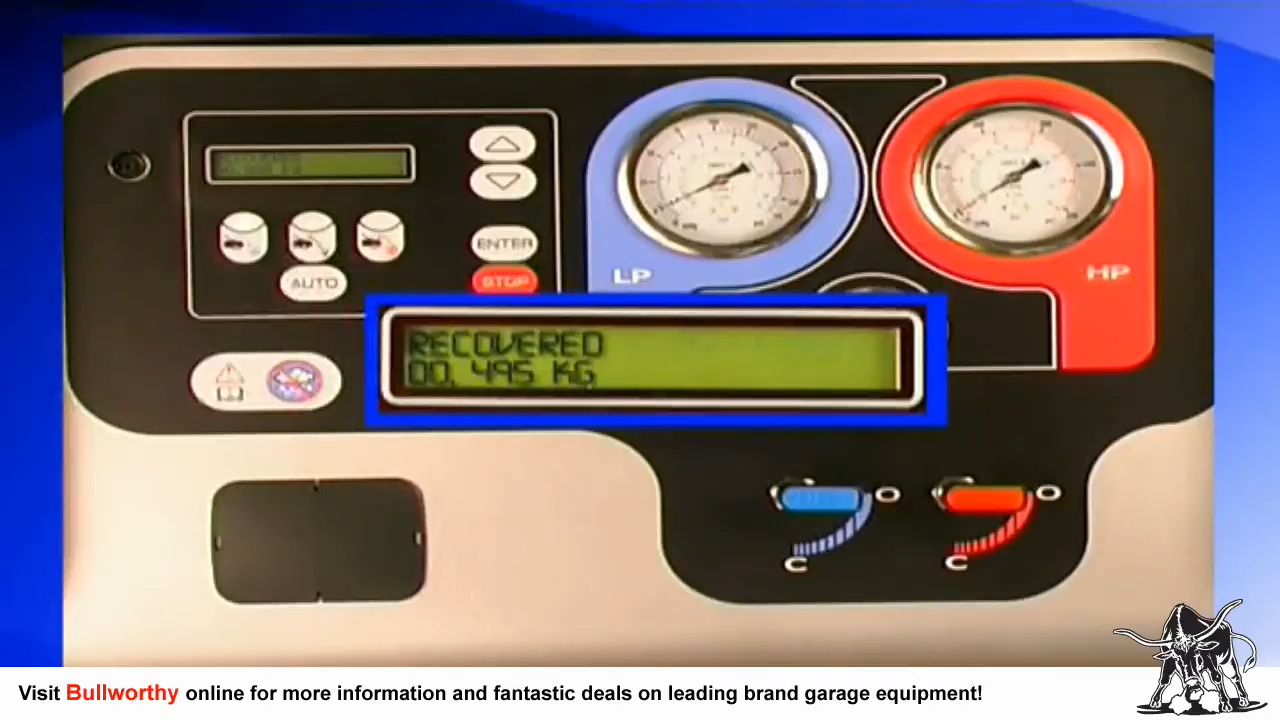 ENTER
AUTO
STOP
LP
HP
RECOVERED
00.495 KG
O
O
C
C
Visit Bullworthy online for more information and fantastic deals on leading brand garage equipment!